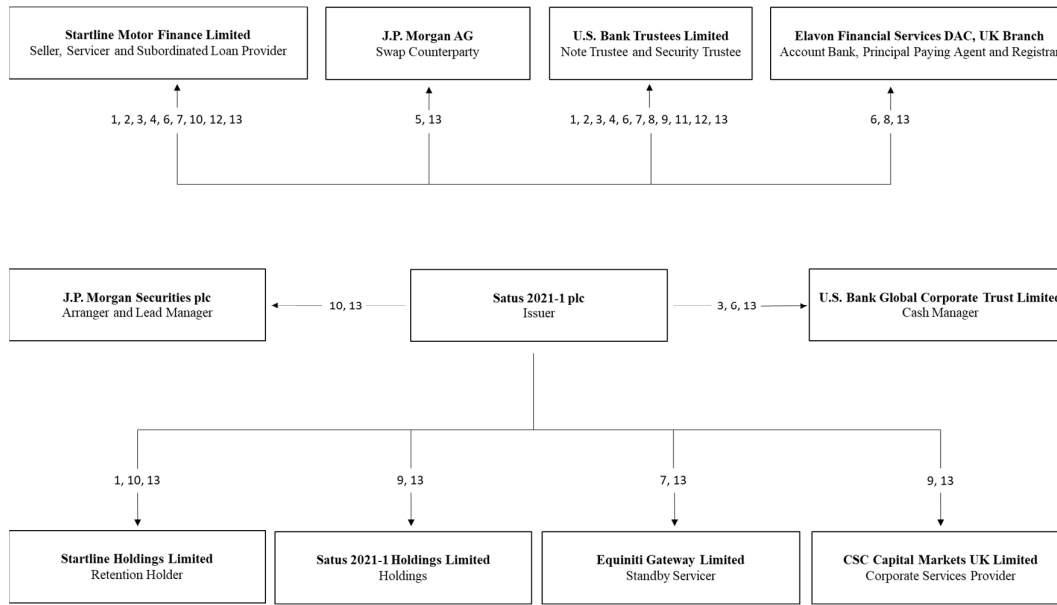 Startline Motor Finance Limited
Seller, Servicer and Subordinated Loan Provider
J.P. Morgan AG
Swap Counterparty
U.S. Bank Trustees Limited
Note Trustee and Security Trustee
Elavon Financial Services DAC, UK Branch
Account Bank, Principal Paying Agent and Registrar
1, 2, 3, 4, 6, 7, 10, 12, 13
5, 13
1, 2, 3, 4, 6, 7, 8, 9, 11, 12, 13
6, 8, 13
J.P. Morgan Securities plc
Arranger and Lead Manager
10, 13
Satus 2021-1 plc
Issuer
3, 6, 13
U.S. Bank Global Corporate Trust Limited
Cash Manager
1, 10, 13
9, 13
7, 13
9, 13
Startline Holdings Limited
Retention Holder
Satus 2021-1 Holdings Limited
Holdings
Equiniti Gateway Limited
Standby Servicer
CSC Capital Markets UK Limited
Corporate Services Provider